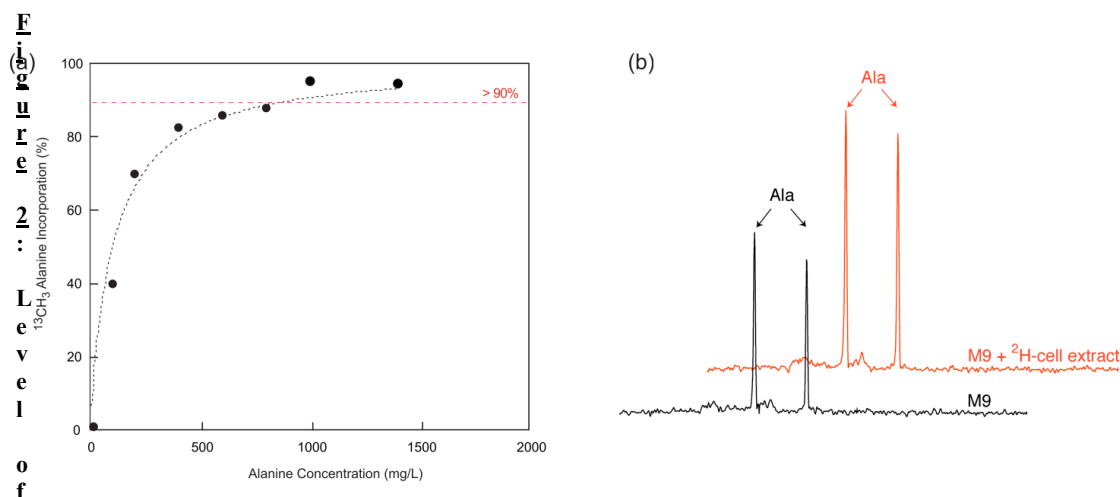 Figure 2: Level of
(a)
100
80
60
40
20
0
> 90%
¹³CH₃ Alanine Incorporation (%)
0 500 1000 1500 2000
Alanine Concentration (mg/L)
(b)
Ala
Ala
M9 + ²H-cell extract
M9